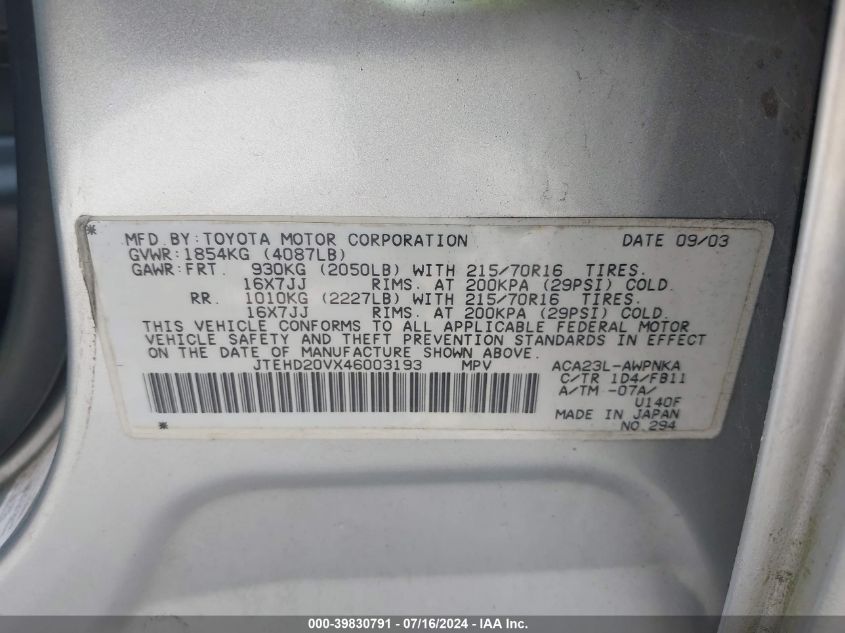 * MFD.BY:TOYOTA MOTOR CORPORATION DATE 09/03
GVWR:1854KG (4087LB)
GAWR:FRT. 930KG (2050LB) WITH 215/70R16 TIRES.
16X7JJ RIMS. AT 200KPA (29PSI) COLD.
RR. 1010KG (2227LB) WITH 215/70R16 TIRES.
16X7JJ RIMS. AT 200KPA (29PSI) COLD.
THIS VEHICLE CONFORMS TO ALL APPLICABLE FEDERAL MOTOR
VEHICLE SAFETY AND THEFT PREVENTION STANDARDS IN EFFECT
ON THE DATE OF MANUFACTURE SHOWN ABOVE.
JTEHD20VX46003193 MPV ACA23L-AWPNKA
C/TR 1D4/FB11
A/TM -07A/
U140F
MADE IN JAPAN
* NO.294
000-39830791 - 07/16/2024 - IAAI.com